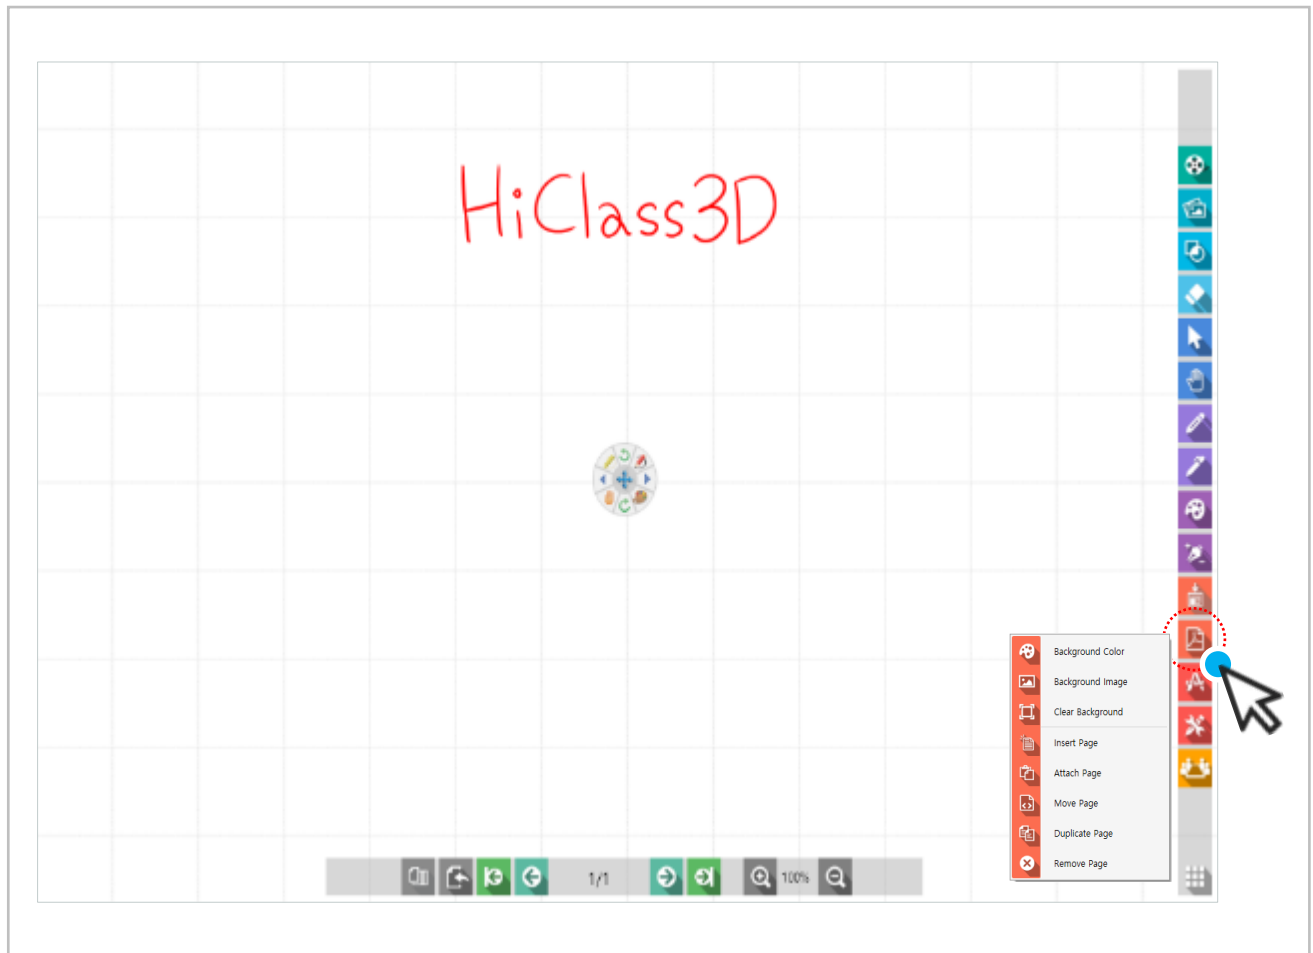 HiClass3D
Background Color
Background Image
Clear Background
Insert Page
Attach Page
Move Page
Duplicate Page
Remove Page
1/1
100%